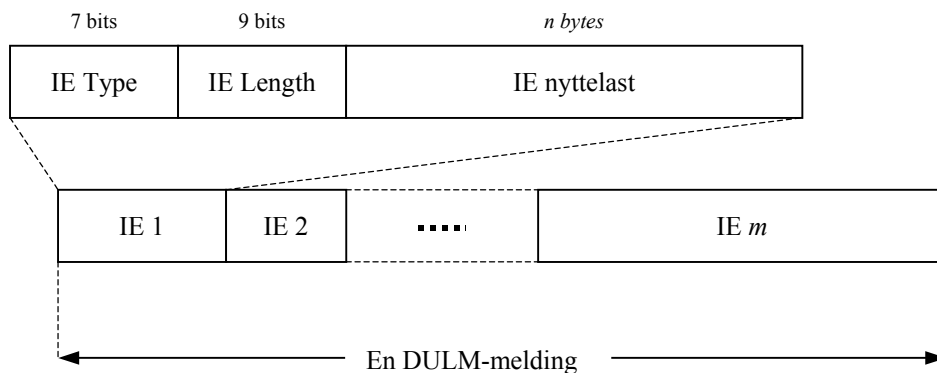 7 bits 9 bits n bytes
IE Type IE Length IE nyttelast
IE 1 IE 2 ..... IE m
En DULM-melding